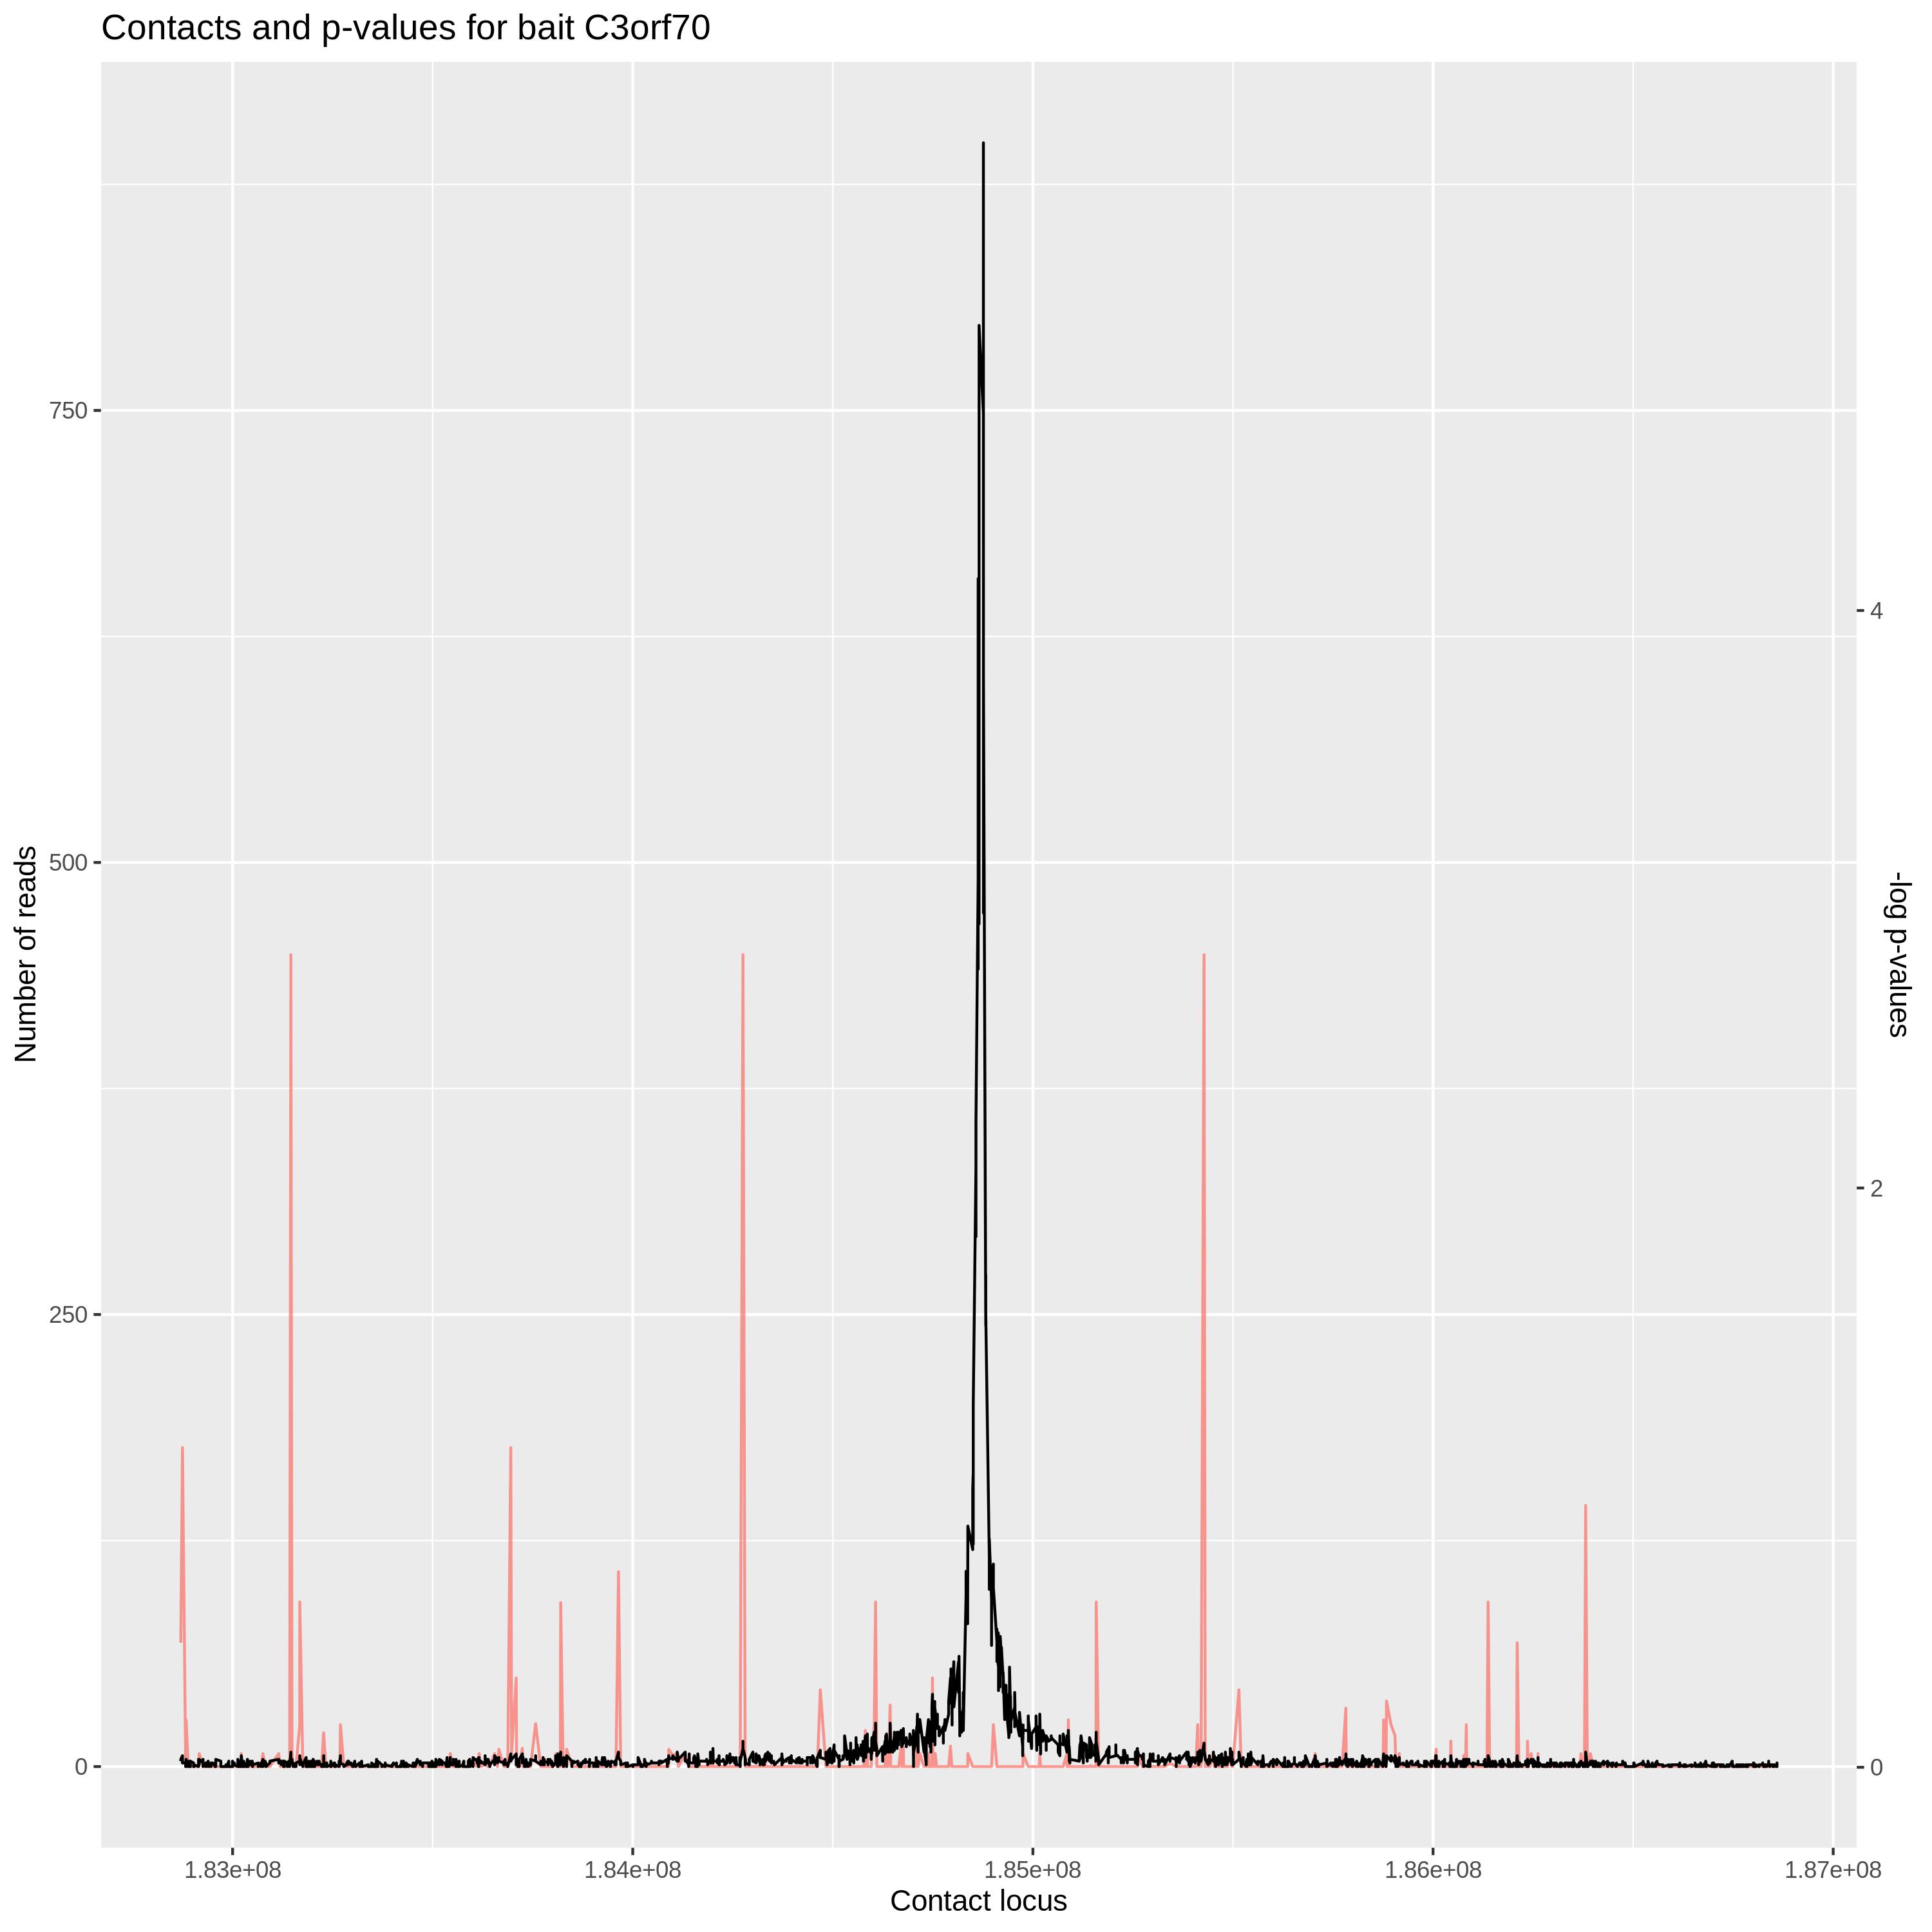 Contacts and p-values for bait C3orf70
750
500
250
0
Number of reads
4
2
0
-log p-values
1.83e+08
1.84e+08
1.85e+08
1.86e+08
1.87e+08
Contact locus